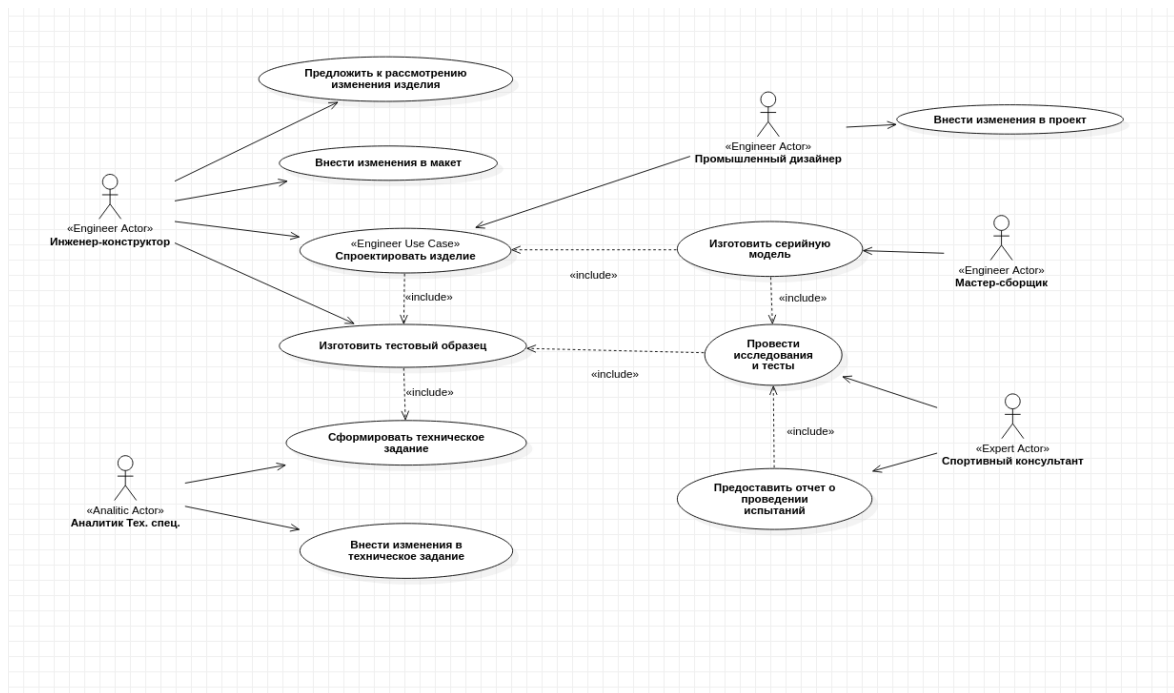 Предложить к рассмотрению
изменения изделия
«Engineer Actor»
Промышленный дизайнер
Внести изменения в проект
Внести изменения в макет
«Engineer Actor»
Инженер-конструктор
«Engineer Use Case»
Спроектировать изделие
Изготовить серийную
модель
«include»
«Engineer Actor»
Мастер-сборщик
«include»
«include»
Изготовить тестовый образец
Провести
исследования
и тесты
«include»
«include»
Сформировать техническое
задание
«include»
«Expert Actor»
Спортивный консультант
«Analitic Actor»
Аналитик Тех. спец.
Предоставить отчет о
проведении
испытаний
Внести изменения в
техническое задание